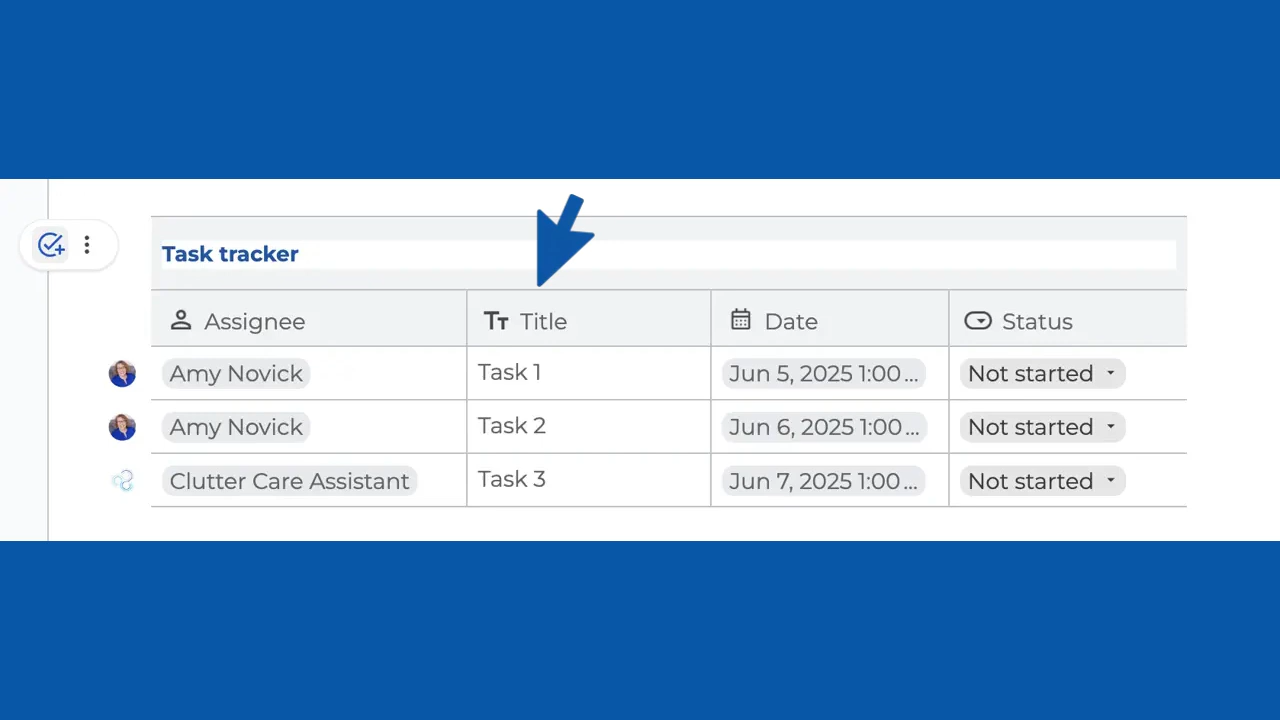 Task tracker
Assignee Title Date Status
Amy Novick Task 1 Jun 5, 2025 1:00... Not started
Amy Novick Task 2 Jun 6, 2025 1:00... Not started
Clutter Care Assistant Task 3 Jun 7, 2025 1:00... Not started